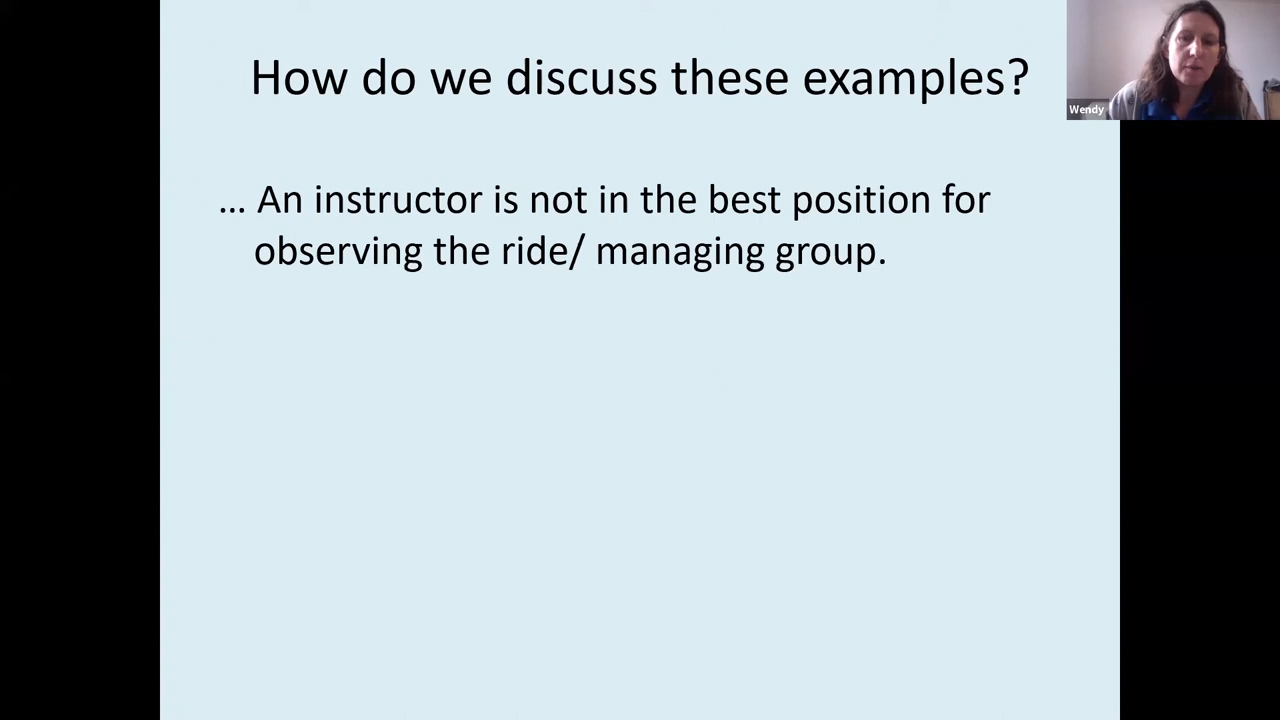 How do we discuss these examples?
Wendy
... An instructor is not in the best position for
observing the ride/ managing group.